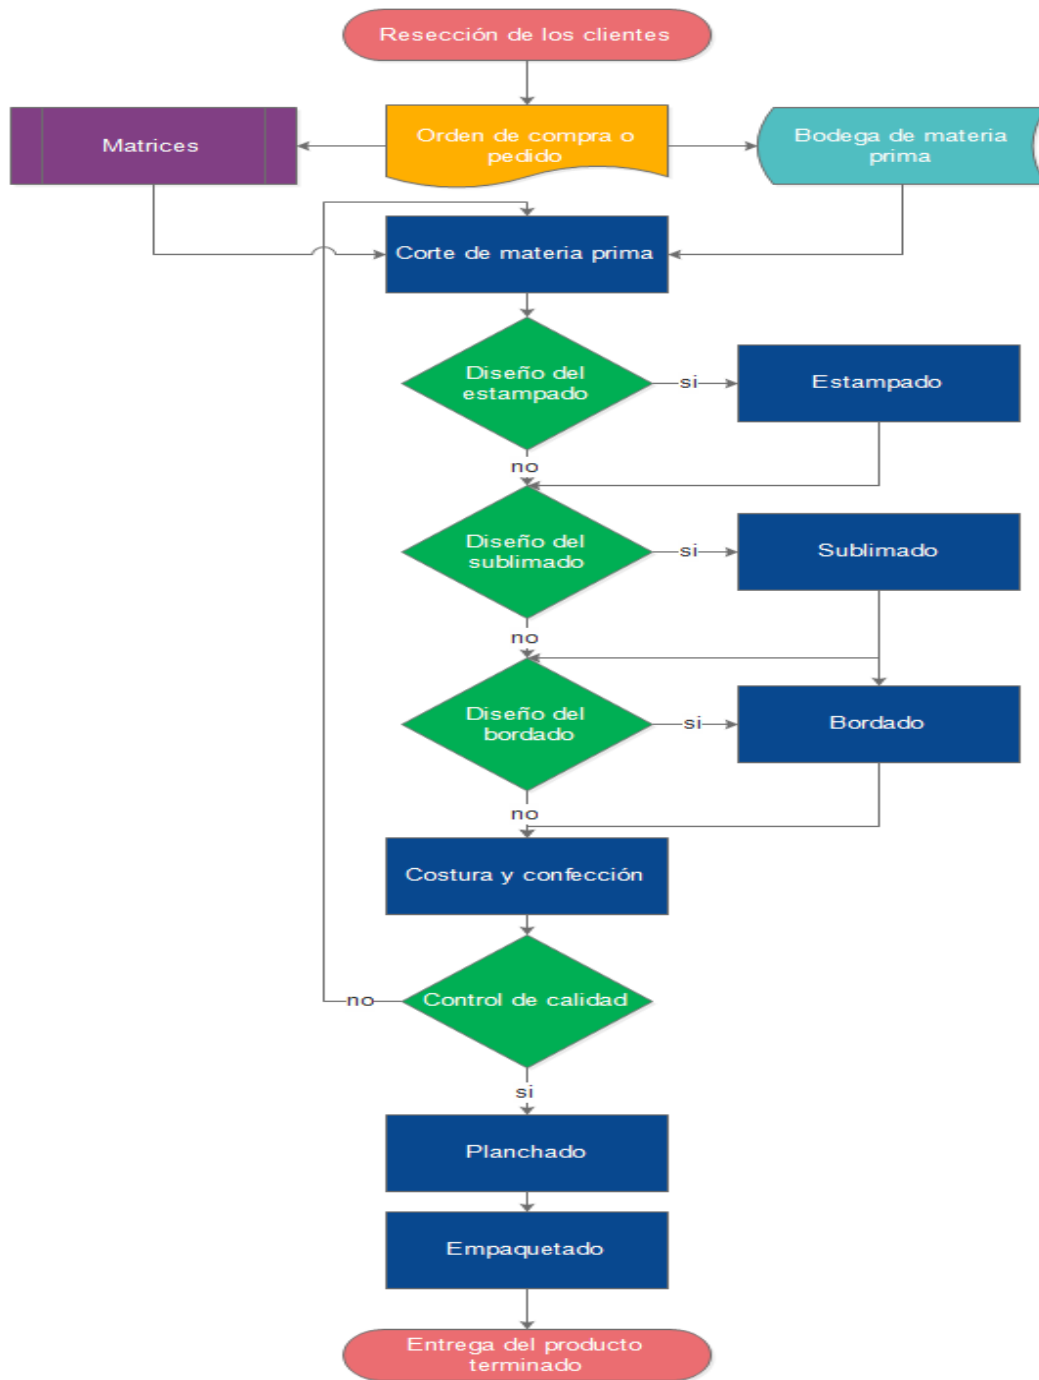 Resección de los clientes
Matrices
Orden de compra o
pedido
Bodega de materia
prima
Corte de materia prima
Diseño del
estampado
si
Estampado
no
Diseño del
sublimado
si
Sublimado
no
Diseño del
bordado
si
Bordado
no
Costura y confección
Control de calidad
no
si
Planchado
Empaquetado
Entrega del producto
terminado